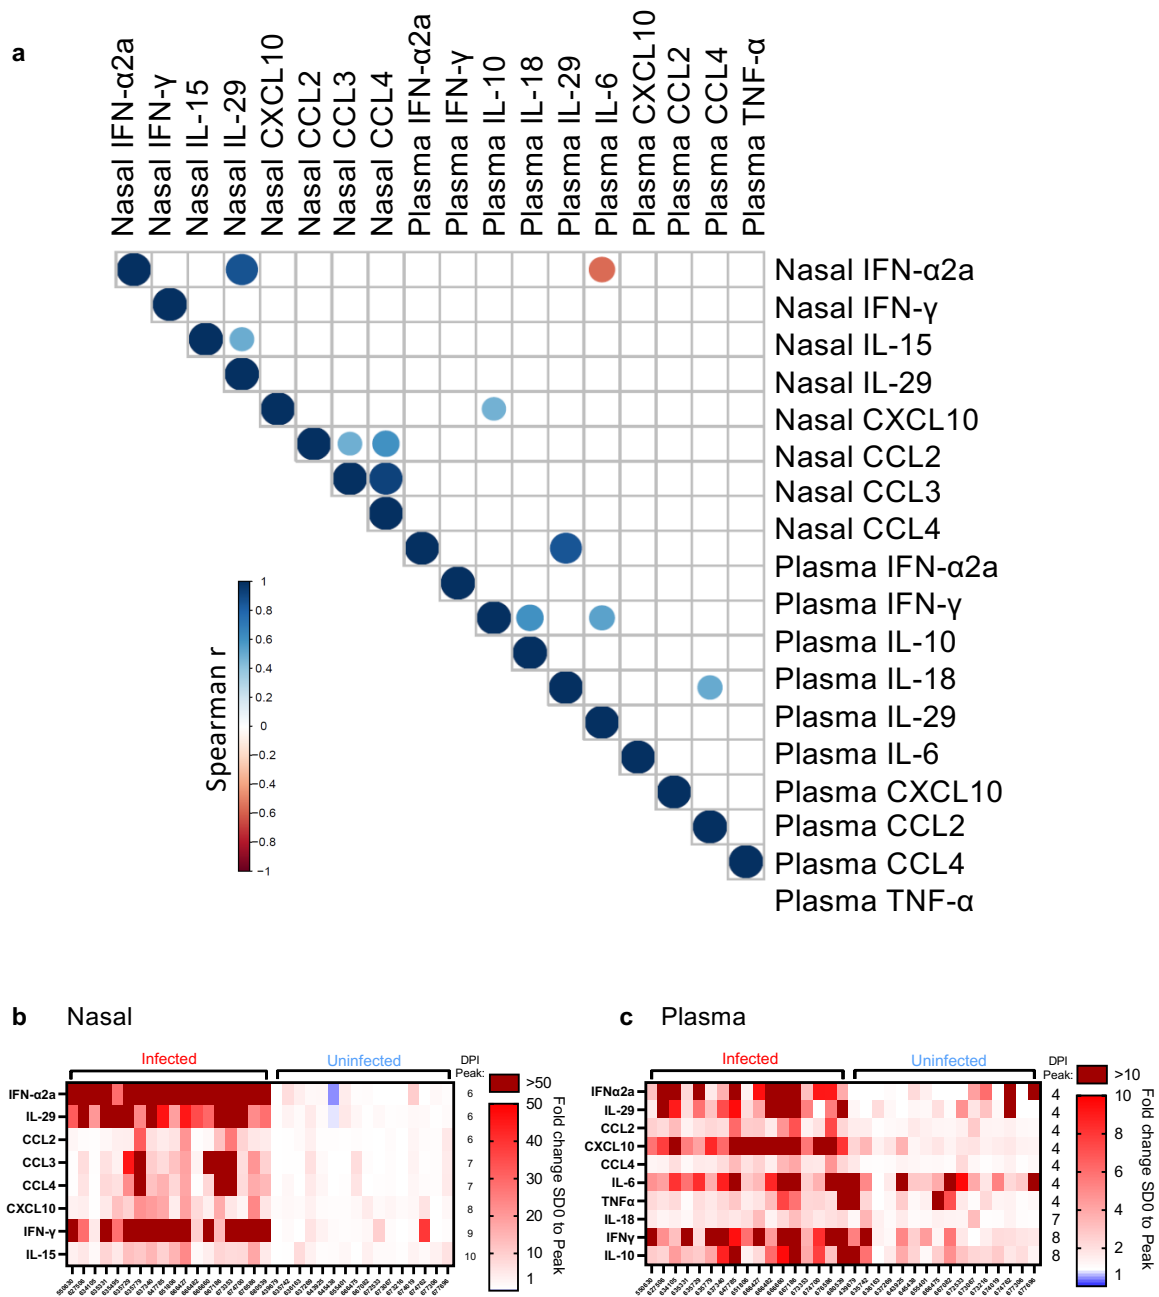 a
Nasal IFN-α2a
Nasal IFN-γ
Nasal IL-15
Nasal IL-29
Nasal CXCL10
Nasal CCL2
Nasal CCL3
Nasal CCL4
Plasma IFN-α2a
Plasma IFN-γ
Plasma IL-10
Plasma IL-18
Plasma IL-29
Plasma IL-6
Plasma CXCL10
Plasma CCL2
Plasma CCL4
Plasma TNF-α
Nasal IFN-α2a
Nasal IFN-γ
Nasal IL-15
Nasal IL-29
Nasal CXCL10
Nasal CCL2
Nasal CCL3
Nasal CCL4
Plasma IFN-α2a
Plasma IFN-γ
Plasma IL-10
Plasma IL-18
Plasma IL-29
Plasma IL-6
Plasma CXCL10
Plasma CCL2
Plasma CCL4
Plasma TNF-α
Spearman r
1
0.8
0.6
0.4
0.2
0
−0.2
−0.4
−0.6
−0.8
−1
b Nasal
Infected
Uninfected
DPI
Peak:
IFN-α2a 6
IL-29 6
CCL2 6
CCL3 7
CCL4 7
CXCL10 8
IFN-γ 9
IL-15 10
>50
50
40
30
20
10
1
Fold change SD0 to Peak
c Plasma
Infected
Uninfected
DPI
Peak:
IFNα2a 4
IL-29 4
CCL2 4
CXCL10 4
CCL4 4
IL-6 4
TNFα 4
IL-18 7
IFNγ 8
IL-10 8
>10
10
8
6
4
2
1
Fold change SD0 to Peak